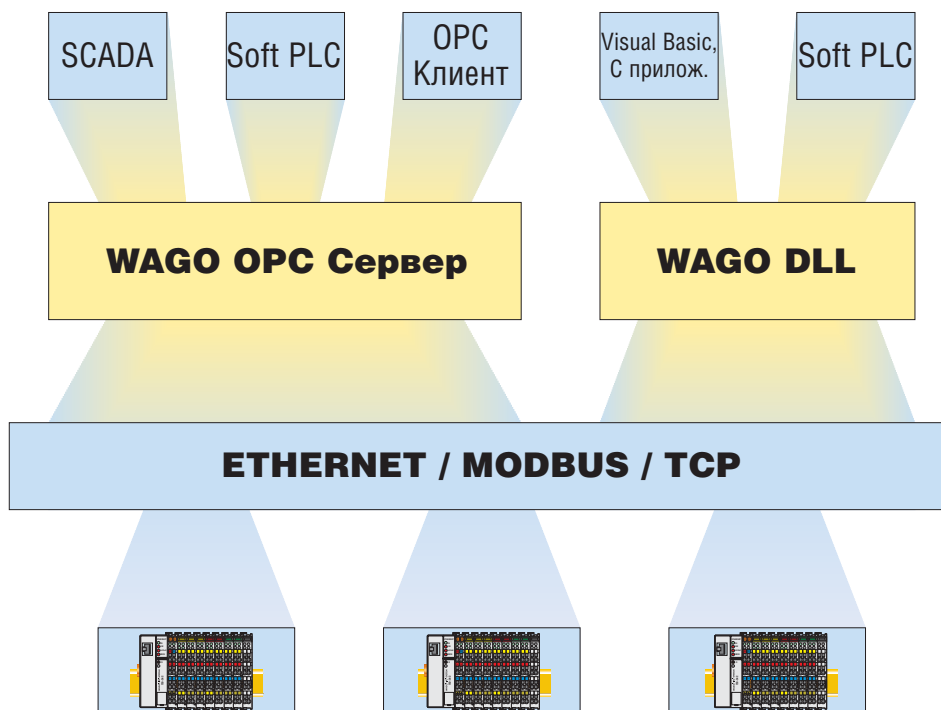 SCADA
Soft PLC
OPC
Клиент
Visual Basic,
С прилож.
Soft PLC
WAGO OPC Сервер
WAGO DLL
ETHERNET / MODBUS / TCP